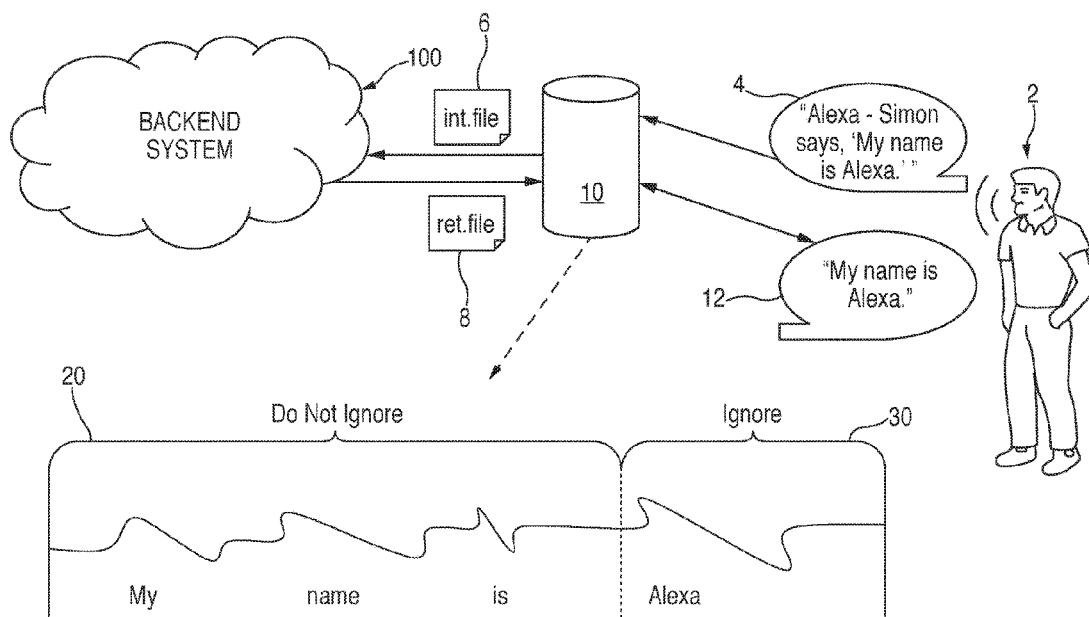 100
6
BACKEND
SYSTEM
int.file
10
ret.file
8
4
"Alexa - Simon
says, 'My name
is Alexa.' "
2
"My name is
Alexa."
12
20
Do Not Ignore
Ignore
30
My name is Alexa